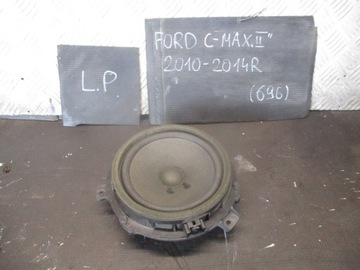 L.P.
FORD C-MAX „II"
2010-2014R
(696)